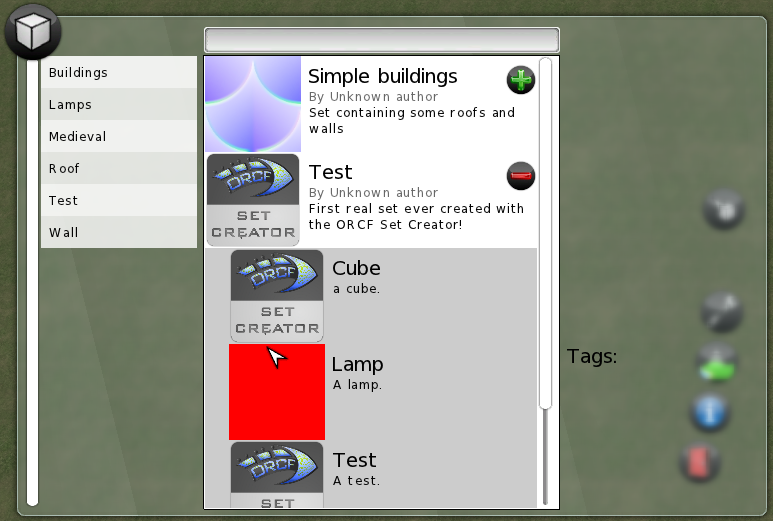 Buildings
Lamps
Medieval
Roof
Test
Wall
Simple buildings
By Unknown author
Set containing some roofs and
walls
ORCF
SET
CREATOR
Test
By Unknown author
First real set ever created with
the ORCF Set Creator!
ORCF
SET
CREATOR
Cube
a cube.
Lamp
A lamp.
ORCF
SET
Test
A test.
Tags: